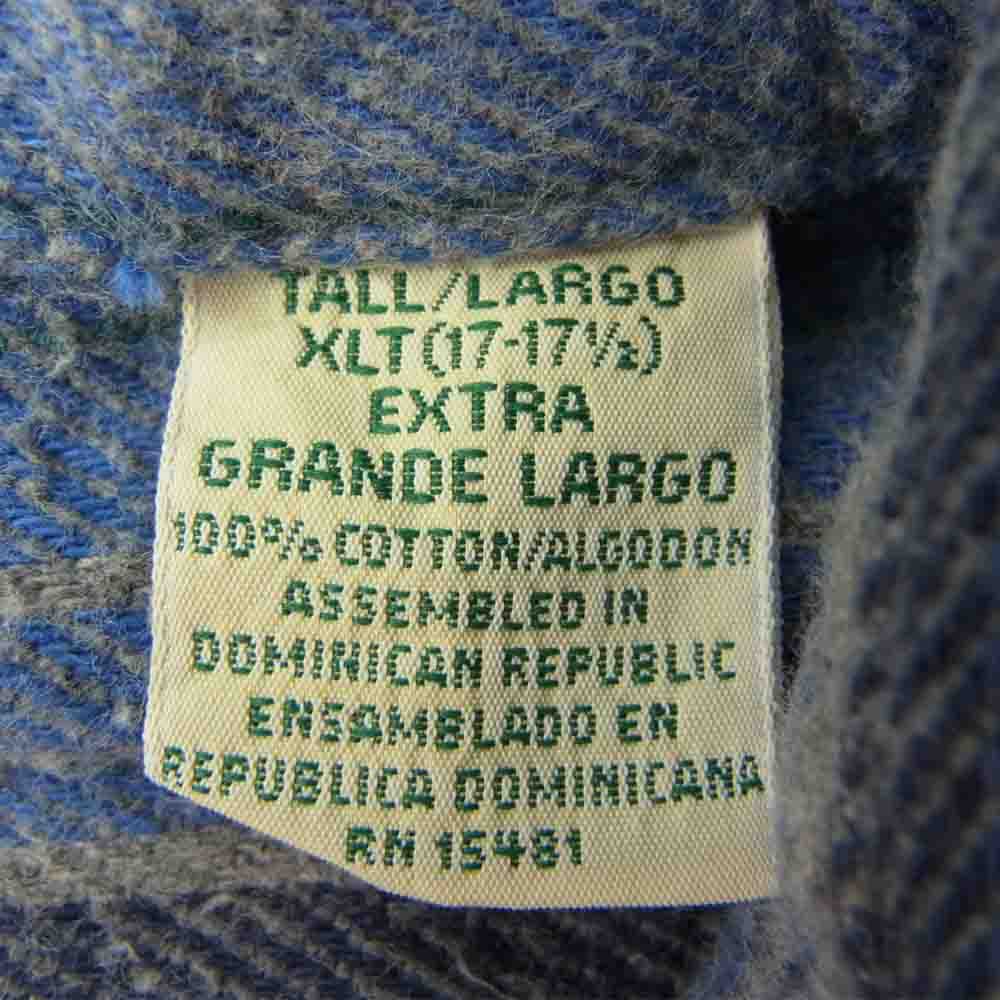 TALL/LARGO
XLT(17-17½)
EXTRA
GRANDE LARGO
100% COTTON/ALGODON
ASSEMBLED IN
DOMINICAN REPUBLIC
ENSAMBLADO EN
REPUBLICA DOMINICANA
RN 15481